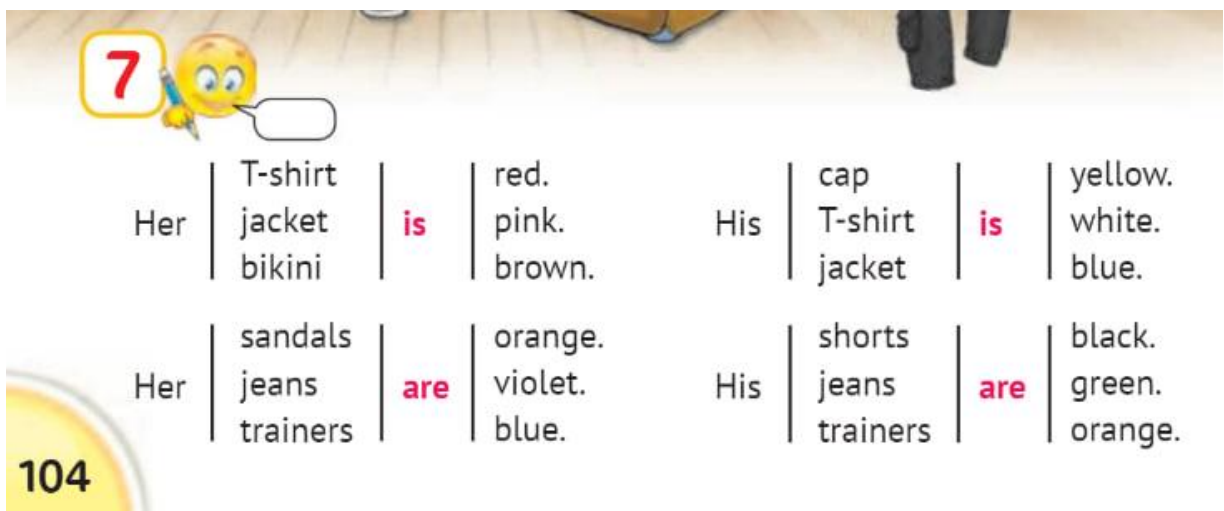 7
T-shirt red.
Her jacket is pink.
bikini brown.
cap yellow.
His T-shirt is white.
jacket blue.
sandals orange.
Her jeans are violet.
trainers blue.
shorts black.
His jeans are green.
trainers orange.
104